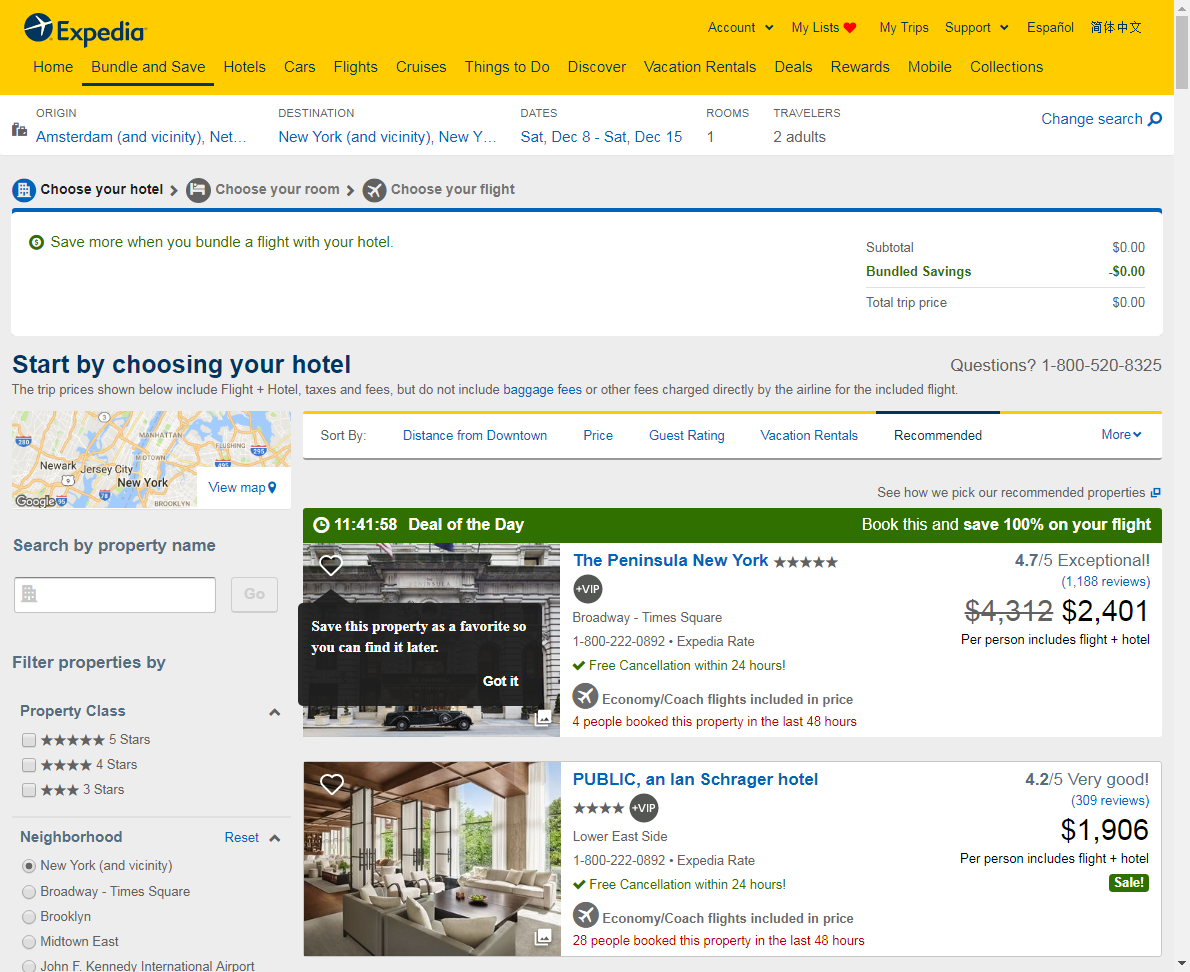 Expedia
Account
My Lists
My Trips
Support
Español
简体中文
Home
Bundle and Save
Hotels
Cars
Flights
Cruises
Things to Do
Discover
Vacation Rentals
Deals
Rewards
Mobile
Collections
ORIGIN
Amsterdam (and vicinity), Net…
DESTINATION
New York (and vicinity), New Y…
DATES
Sat, Dec 8 - Sat, Dec 15
ROOMS
1
TRAVELERS
2 adults
Change search
Choose your hotel
Choose your room
Choose your flight
Save more when you bundle a flight with your hotel.
Subtotal $0.00
Bundled Savings -$0.00
Total trip price $0.00
Start by choosing your hotel
Questions? 1-800-520-8325
The trip prices shown below include Flight + Hotel, taxes and fees, but do not include baggage fees or other fees charged directly by the airline for the included flight.
MANHATTAN
FLUSHING
MIDTOWN
Newark
Jersey City
New York
BROOKLYN
3
280
295
495
9
78
95
Google
View map
Search by property name
Go
Filter properties by
Property Class
5 Stars
4 Stars
3 Stars
Neighborhood
Reset
New York (and vicinity)
Broadway - Times Square
Brooklyn
Midtown East
John F. Kennedy International Airport
Sort By:
Distance from Downtown
Price
Guest Rating
Vacation Rentals
Recommended
More
See how we pick our recommended properties
11:41:58 Deal of the Day
Book this and save 100% on your flight
Save this property as a favorite so
you can find it later.
Got it
The Peninsula New York
+VIP
Broadway - Times Square
1-800-222-0892 • Expedia Rate
Free Cancellation within 24 hours!
Economy/Coach flights included in price
4 people booked this property in the last 48 hours
4.7/5 Exceptional!
(1,188 reviews)
$4,312 $2,401
Per person includes flight + hotel
PUBLIC, an Ian Schrager hotel
+VIP
Lower East Side
1-800-222-0892 • Expedia Rate
Free Cancellation within 24 hours!
Economy/Coach flights included in price
28 people booked this property in the last 48 hours
4.2/5 Very good!
(309 reviews)
$1,906
Per person includes flight + hotel
Sale!